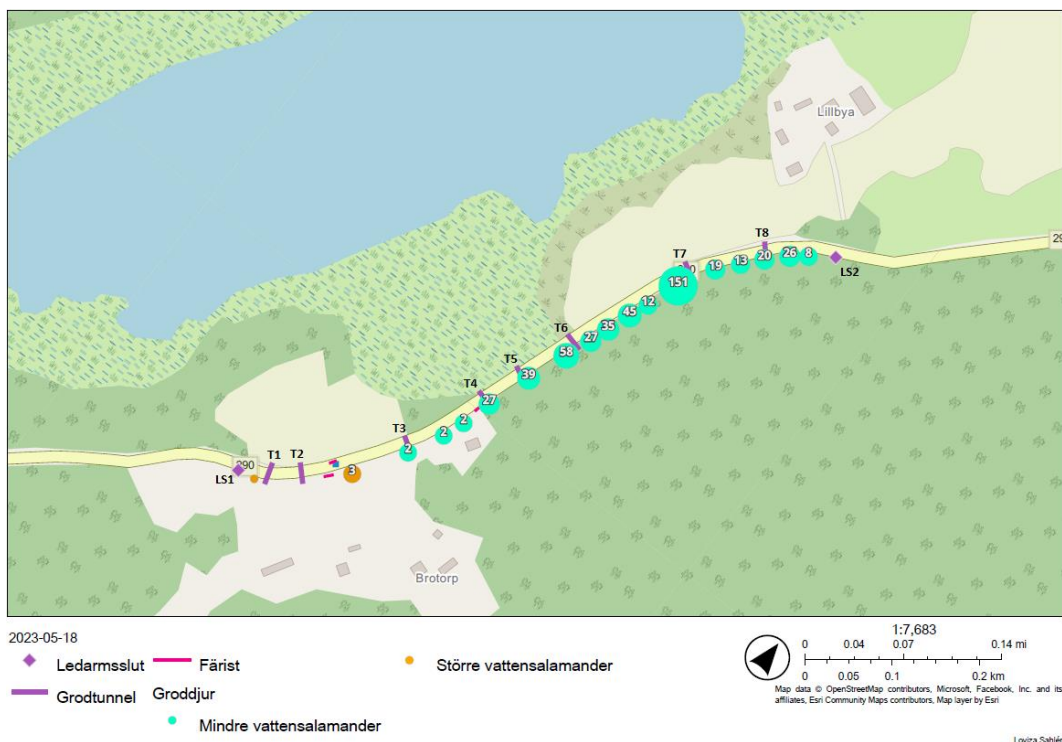 Lillbya
T8
29
T7
LS2
20
26
8
13
19
151
12
45
35
T6
27
58
T5
39
T4
27
2
2
T3
2
290
T1
T2
LS1
3
Brotorp
2023-05-18
Ledarmsslut
Färist
Större vattensalamander
Grodtunnel
Groddjur
Mindre vattensalamander
1:7,683
0
0.04
0.07
0.14 mi
0
0.05
0.1
0.2 km
Map data © OpenStreetMap contributors, Microsoft, Facebook, Inc. and its
affiliates, Esri Community Maps contributors, Map layer by Esri